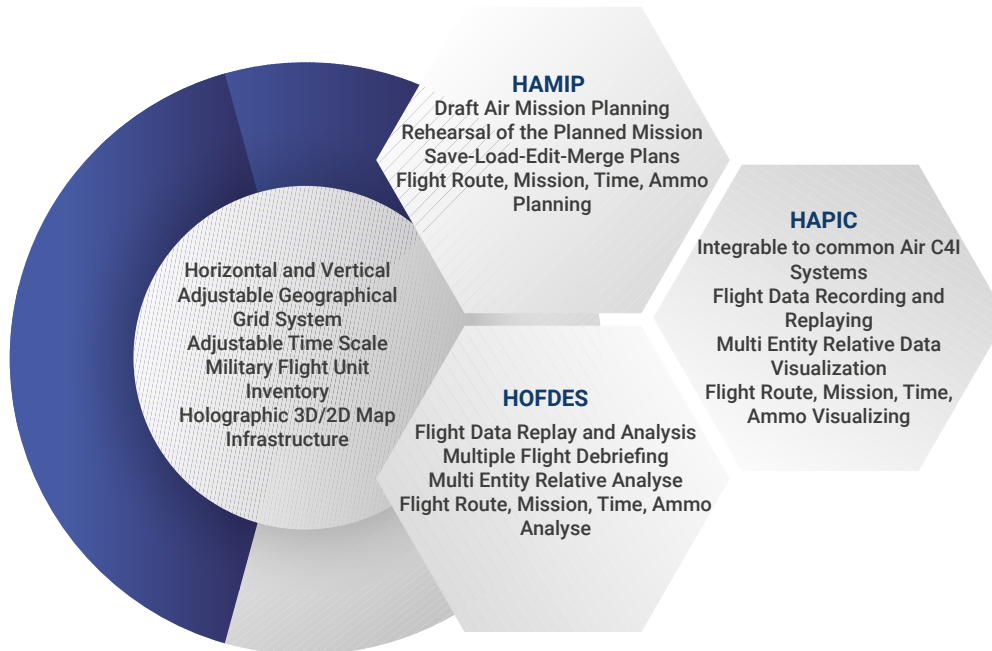 HAMIP
Draft Air Mission Planning
Rehearsal of the Planned Mission
Save-Load-Edit-Merge Plans
Flight Route, Mission, Time, Ammo
Planning
HAPIC
Integrable to common Air C4I
Systems
Flight Data Recording and
Replaying
Multi Entity Relative Data
Visualization
Flight Route, Mission, Time,
Ammo Visualizing
Horizontal and Vertical
Adjustable Geographical
Grid System
Adjustable Time Scale
Military Flight Unit
Inventory
Holographic 3D/2D Map
Infrastructure
HOFDES
Flight Data Replay and Analysis
Multiple Flight Debriefing
Multi Entity Relative Analyse
Flight Route, Mission, Time, Ammo
Analyse